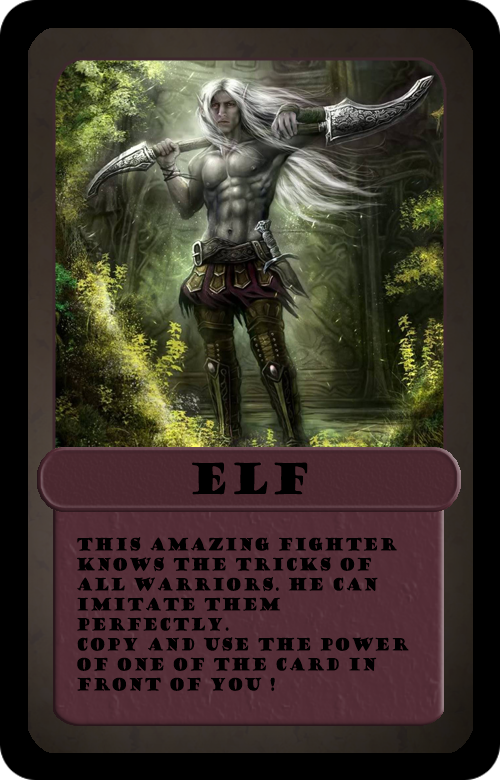 ELF
THIS AMAZING FIGHTER
KNOWS THE TRICKS OF
ALL WARRIORS. HE CAN
IMITATE THEM
PERFECTLY.
COPY AND USE THE POWER
OF ONE OF THE CARD IN
FRONT OF YOU !